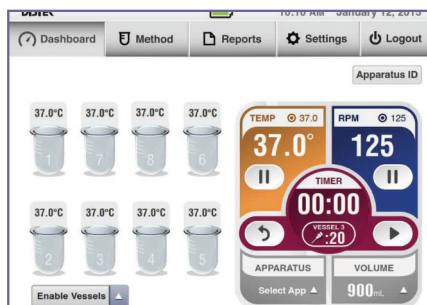 DISTEK 10:10 AM January 12, 2015
Dashboard Method Reports Settings Logout
Apparatus ID
37.0°C 37.0°C 37.0°C 37.0°C
1 7 8 6
37.0°C 37.0°C 37.0°C 37.0°C
2 3 4 5
Enable Vessels
TEMP 37.0 RPM 125
37.0° 125
TIMER
00:00
VESSEL 3
:20
APPARATUS VOLUME
Select App 900mL